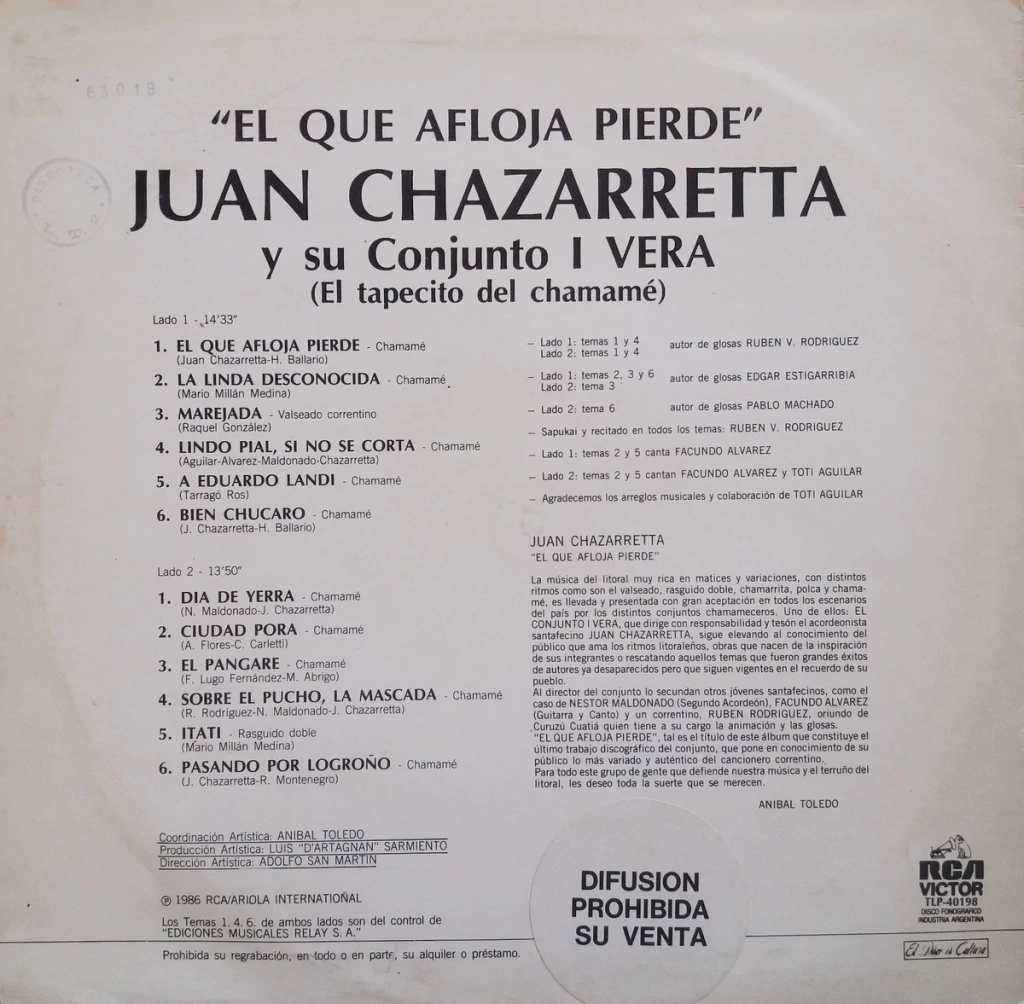 63018
DISCOTECA
"EL QUE AFLOJA PIERDE"
JUAN CHAZARRETTA
y su Conjunto I VERA
(El tapecito del chamamé)
Lado 1 - 14'33"
1. EL QUE AFLOJA PIERDE - Chamamé
(Juan Chazarretta-H. Ballario)
2. LA LINDA DESCONOCIDA - Chamamé
(Mario Millán Medina)
3. MAREJADA - Valseado correntino
(Raquel González)
4. LINDO PIAL, SI NO SE CORTA - Chamamé
(Aguilar-Alvarez-Maldonado-Chazarretta)
5. A EDUARDO LANDI - Chamamé
(Tarragó Ros)
6. BIEN CHUCARO - Chamamé
(J. Chazarretta-H. Ballario)
Lado 2 - 13'50"
1. DIA DE YERRA - Chamamé
(N. Maldonado-J. Chazarretta)
2. CIUDAD PORA - Chamamé
(A. Flores-C. Carletti)
3. EL PANGARE - Chamamé
(F. Lugo Fernández-M. Abrigo)
4. SOBRE EL PUCHO, LA MASCADA - Chamamé
(R. Rodríguez-N. Maldonado-J. Chazarretta)
5. ITATI - Rasguido doble
(Mario Millán Medina)
6. PASANDO POR LOGROÑO - Chamamé
(J. Chazarretta-R. Montenegro)
Coordinación Artística: ANIBAL TOLEDO
Producción Artística: LUIS "D'ARTAGNAN" SARMIENTO
Dirección Artística: ADOLFO SAN MARTIN
℗ 1986 RCA/ARIOLA INTERNATIOÑAL
Los Temas 1. 4. 6. de ambos lados son del control de
"EDICIONES MUSICALES RELAY S. A."
Prohibida su regrabación, en todo o en parte, su alquiler o préstamo.
– Lado 1: temas 1 y 4
Lado 2: temas 1 y 4 autor de glosas RUBEN V. RODRIGUEZ
– Lado 1: temas 2, 3 y 6
Lado 2: tema 3 autor de glosas EDGAR ESTIGARRIBIA
– Lado 2: tema 6 autor de glosas PABLO MACHADO
– Sapukai y recitado en todos los temas: RUBEN V. RODRIGUEZ
– Lado 1: temas 2 y 5 canta FACUNDO ALVAREZ
– Lado 2: temas 2 y 5 cantan FACUNDO ALVAREZ y TOTI AGUILAR
– Agradecemos los arreglos musicales y colaboración de TOTI AGUILAR
JUAN CHAZARRETTA
"EL QUE AFLOJA PIERDE"
La música del litoral muy rica en matices y variaciones, con distintos
ritmos como son el valseado, rasguido doble, chamarrita, polca y chama-
mé, es llevada y presentada con gran aceptación en todos los escenarios
del país por los distintos conjuntos chamameceros. Uno de ellos: EL
CONJUNTO I VERA, que dirige con responsabilidad y tesón el acordeonista
santafecino JUAN CHAZARRETTA, sigue elevando al conocimiento del
público que ama los ritmos litoraleños, obras que nacen de la inspiración
de sus integrantes o rescatando aquellos temas que fueron grandes éxitos
de autores ya desaparecidos pero que siguen vigentes en el recuerdo de su
pueblo.
Al director del conjunto lo secundan otros jóvenes santafecinos, como el
caso de NESTOR MALDONADO (Segundo Acordeón), FACUNDO ALVAREZ
(Guitarra y Canto) y un correntino, RUBEN RODRIGUEZ, oriundo de
Curuzú Cuatiá quien tiene a su cargo la animación y las glosas.
"EL QUE AFLOJA PIERDE", tal es el título de este álbum que constituye el
último trabajo discográfico del conjunto, que pone en conocimiento de su
público lo más variado y auténtico del cancionero correntino.
Para todo este grupo de gente que defiende nuestra música y el terruño del
litoral, les deseo toda la suerte que se merecen.
ANIBAL TOLEDO
DIFUSION
PROHIBIDA
SU VENTA
RCA
VICTOR
TLP-40198
DISCO FONOGRAFICO
INDUSTRIA ARGENTINA
El Disco es Cultura